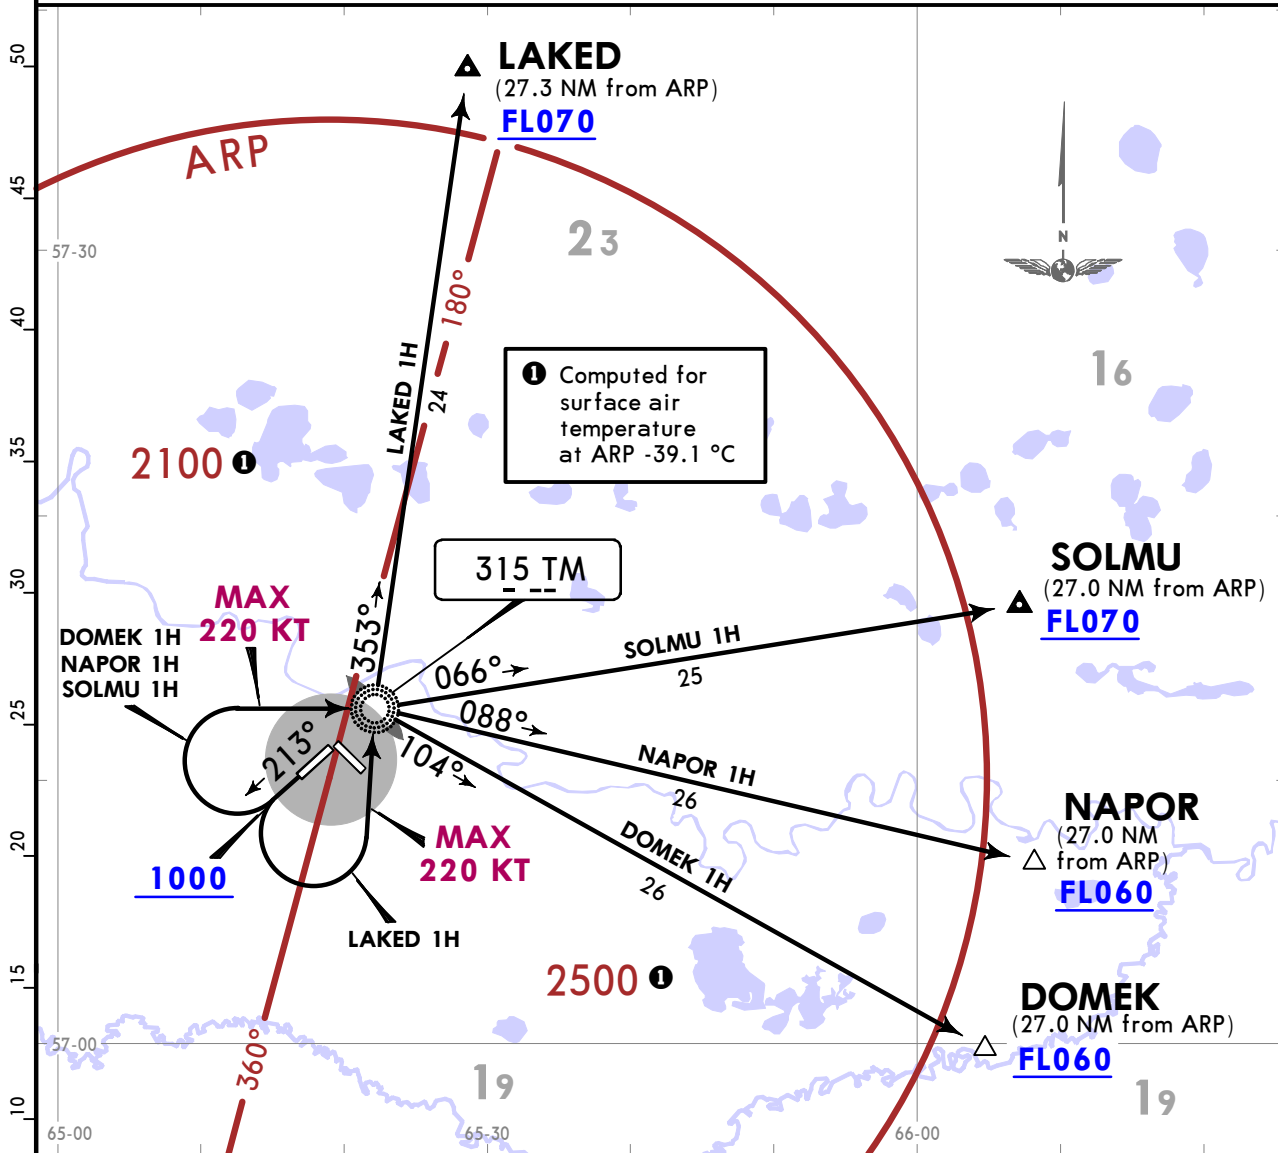 LAKED
(27.3 NM from ARP)
FL070
ARP
50
45
40
35
30
25
20
15
10
57-30
23
N
16
180°
LAKED 1H
24
❶ Computed for
surface air
temperature
at ARP -39.1 °C
2100 ❶
315 TM
MAX
220 KT
DOMEK 1H
NAPOR 1H
SOLMU 1H
353°
SOLMU
(27.0 NM from ARP)
FL070
066°
SOLMU 1H
25
088°
NAPOR 1H
26
213°
104°
DOMEK 1H
26
NAPOR
(27.0 NM
from ARP)
FL060
MAX
220 KT
1000
LAKED 1H
2500 ❶
DOMEK
(27.0 NM from ARP)
FL060
57-00
360°
19
19
65-00
65-30
66-00